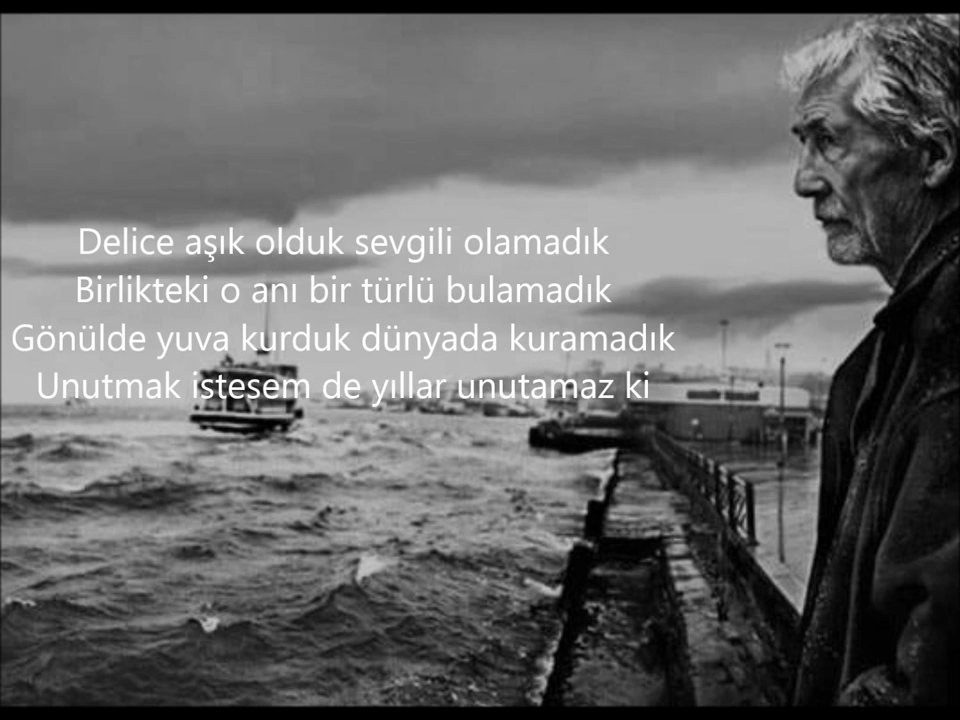 Delice aşık olduk sevgili olamadık
Birlikteki o anı bir türlü bulamadık
Gönülde yuva kurduk dünyada kuramadık
Unutmak istesem de yıllar unutamaz ki